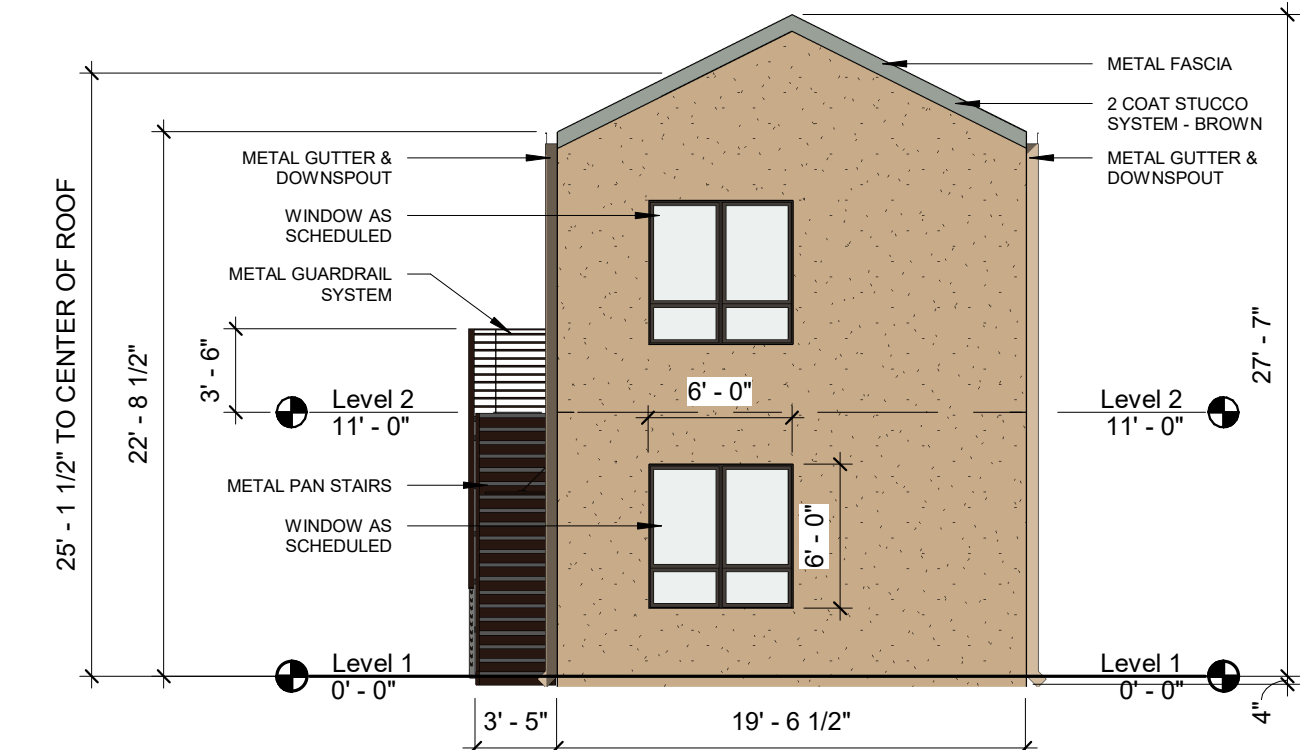 METAL FASCIA
2 COAT STUCCO
SYSTEM - BROWN
METAL GUTTER &
DOWNSPOUT
METAL GUTTER &
DOWNSPOUT
WINDOW AS
SCHEDULED
METAL GUARDRAIL
SYSTEM
25' - 1 1/2" TO CENTER OF ROOF
22' - 8 1/2"
3' - 6"
27' - 7"
6' - 0"
Level 2
11' - 0"
Level 2
11' - 0"
METAL PAN STAIRS
WINDOW AS
SCHEDULED
6' - 0"
Level 1
0' - 0"
Level 1
0' - 0"
4"
3' - 5"
19' - 6 1/2"